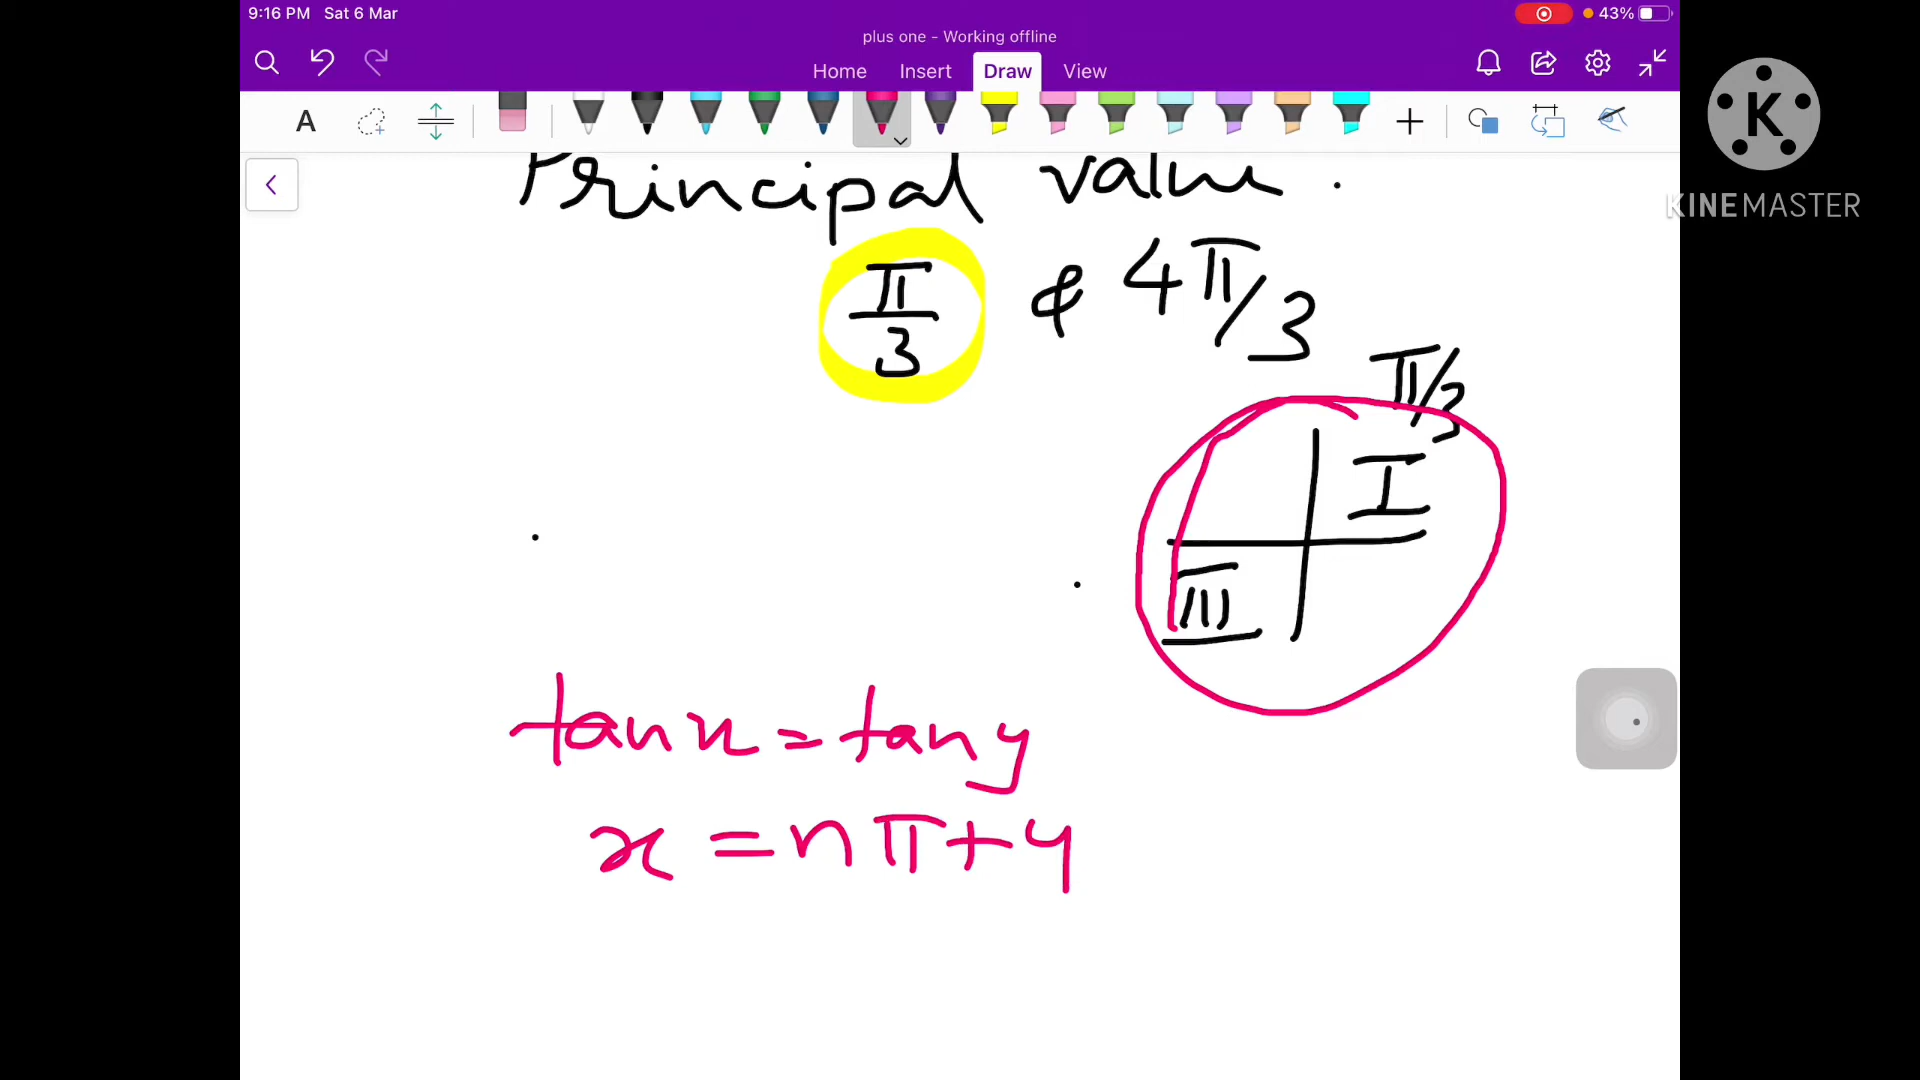 9:16 PM Sat 6 Mar
43%
plus one - Working offline
Home Insert Draw View
A
K
KINEMASTER
Principal value.
π/3 & 4π/3
π/3
I
III
tan x = tan y
x = nπ + y